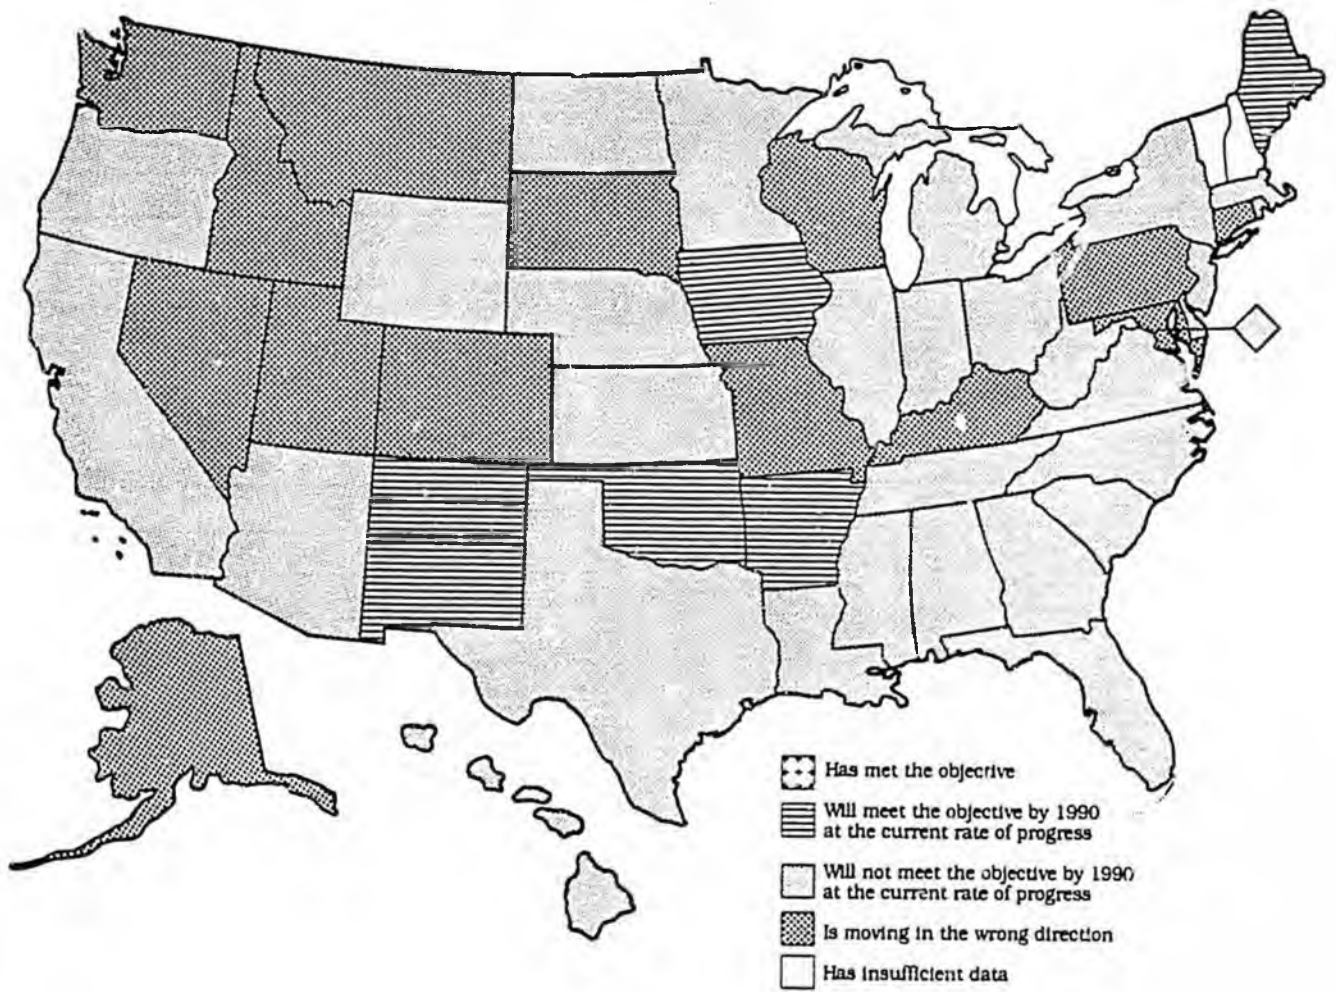 Has met the objective
Will meet the objective by 1990
at the current rate of progress
Will not meet the objective by 1990
at the current rate of progress
Is moving in the wrong direction
Has insufficient data